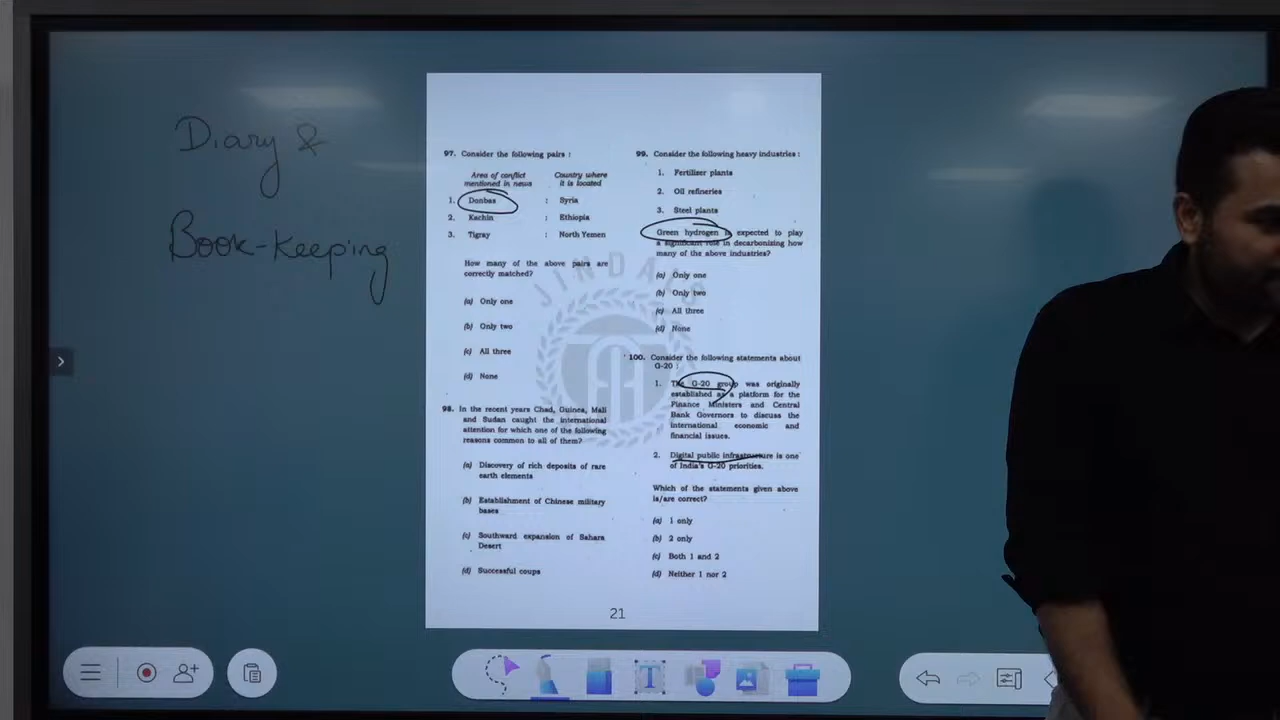 Diary &
Book-Keeping
97. Consider the following pairs :
Area of conflict mentioned in news
Country where it is located
1. Donbas : Syria
2. Kachin : Ethiopia
3. Tigray : North Yemen
How many of the above pairs are
correctly matched?
(a) Only one
(b) Only two
(c) All three
(d) None
98. In the recent years Chad, Guinea, Mali
and Sudan caught the international
attention for which one of the following
reasons common to all of them?
(a) Discovery of rich deposits of rare
earth elements
(b) Establishment of Chinese military
bases
(c) Southward expansion of Sahara
Desert
(d) Successful coups
99. Consider the following heavy industries :
1. Fertilizer plants
2. Oil refineries
3. Steel plants
Green hydrogen is expected to play
a significant role in decarbonizing how
many of the above industries?
(a) Only one
(b) Only two
(c) All three
(d) None
100. Consider the following statements about
G-20 :
1. The G-20 group was originally
established as a platform for the
Finance Ministers and Central
Bank Governors to discuss the
international economic and
financial issues.
2. Digital public infrastructure is one
of India's G-20 priorities.
Which of the statements given above
is/are correct?
(a) 1 only
(b) 2 only
(c) Both 1 and 2
(d) Neither 1 nor 2
21
T